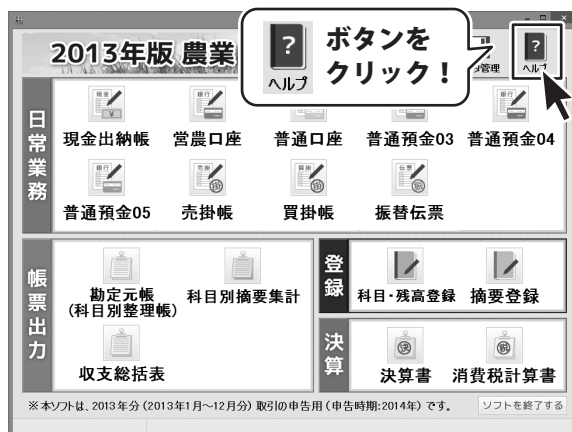 2013年版 農業
ヘルプ
ボタンを
クリック！
管理
ヘルプ
日常業務
現金出納帳
営農口座
普通口座
普通預金03
普通預金04
普通預金05
売掛帳
買掛帳
振替伝票
帳票出力
勘定元帳
(科目別整理帳)
科目別摘要集計
収支総括表
登録
科目・残高登録
摘要登録
決算
決算書
消費税計算書
※本ソフトは、2013年分(2013年1月～12月分)取引の申告用(申告時期:2014年)です。
ソフトを終了する